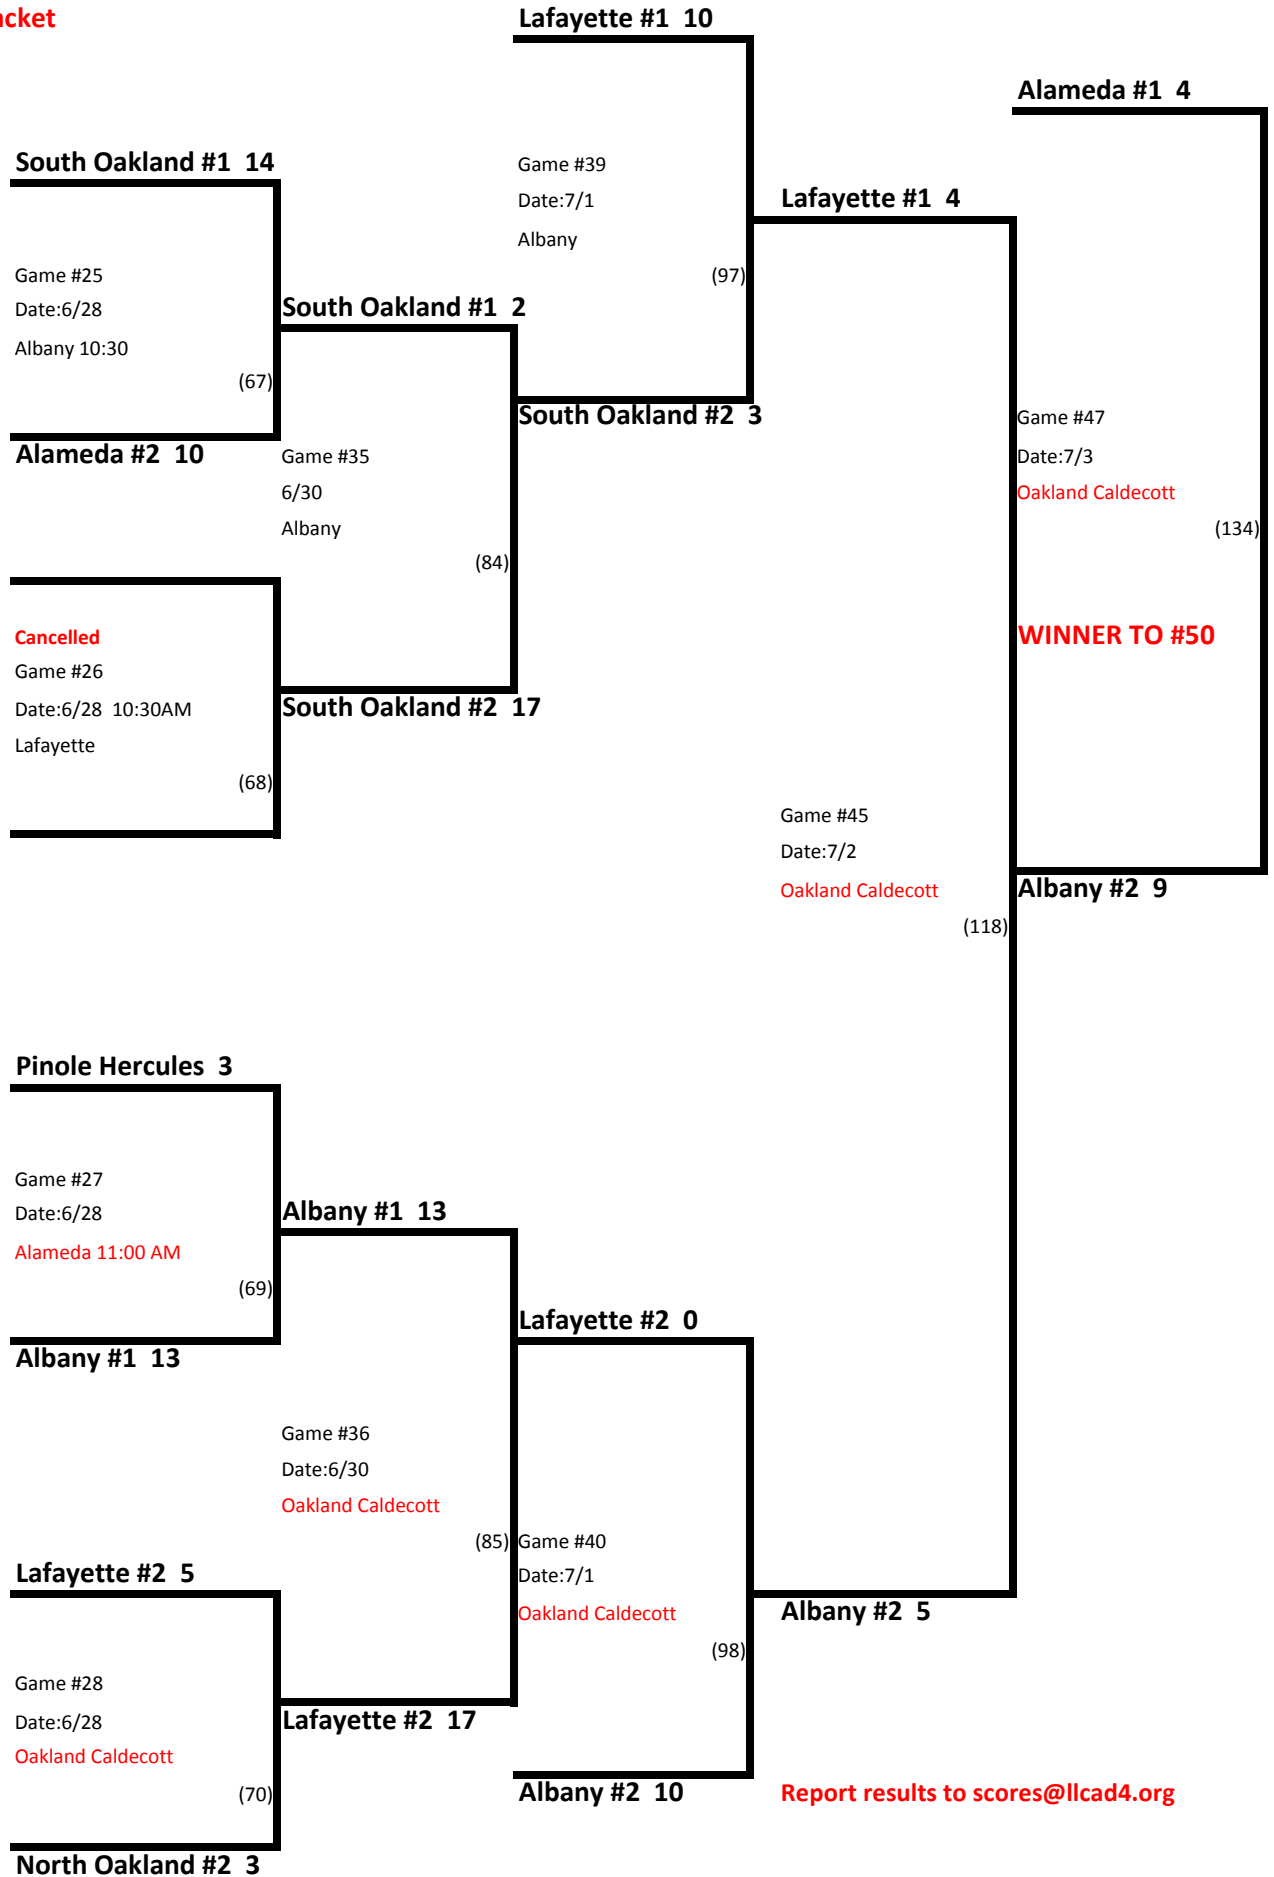 Lafayette #1 10
Alameda #1 4
South Oakland #1 14
Game #39
Date:7/1
Albany
(97)
Lafayette #1 4
Game #25
Date:6/28
Albany 10:30
(67)
South Oakland #1 2
South Oakland #2 3
Alameda #2 10
Game #35
6/30
Albany
(84)
Game #47
Date:7/3
Oakland Caldecott
(134)
WINNER TO #50
Cancelled
Game #26
Date:6/28 10:30AM
Lafayette
(68)
South Oakland #2 17
Game #45
Date:7/2
Oakland Caldecott
(118)
Albany #2 9
Pinole Hercules 3
Game #27
Date:6/28
Alameda 11:00 AM
(69)
Albany #1 13
Albany #1 13
Lafayette #2 0
Game #36
Date:6/30
Oakland Caldecott
(85)
Game #40
Date:7/1
Oakland Caldecott
(98)
Lafayette #2 5
Albany #2 5
Game #28
Date:6/28
Oakland Caldecott
(70)
Lafayette #2 17
Albany #2 10
Report results to scores@llcad4.org
North Oakland #2 3